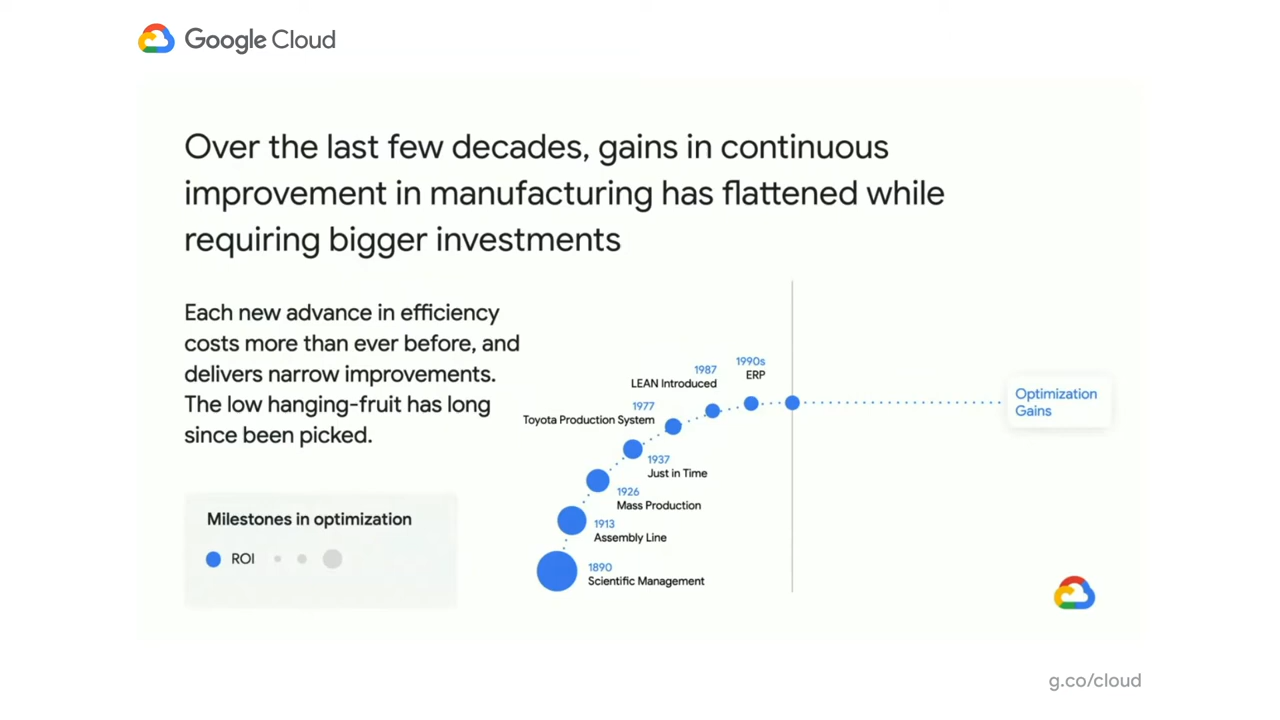 Google Cloud
Over the last few decades, gains in continuous
improvement in manufacturing has flattened while
requiring bigger investments
Each new advance in efficiency
costs more than ever before, and
delivers narrow improvements.
The low hanging-fruit has long
since been picked.
Milestones in optimization
ROI
1990s
ERP
1987
LEAN Introduced
1977
Toyota Production System
1937
Just in Time
1926
Mass Production
1913
Assembly Line
1890
Scientific Management
Optimization
Gains
g.co/cloud